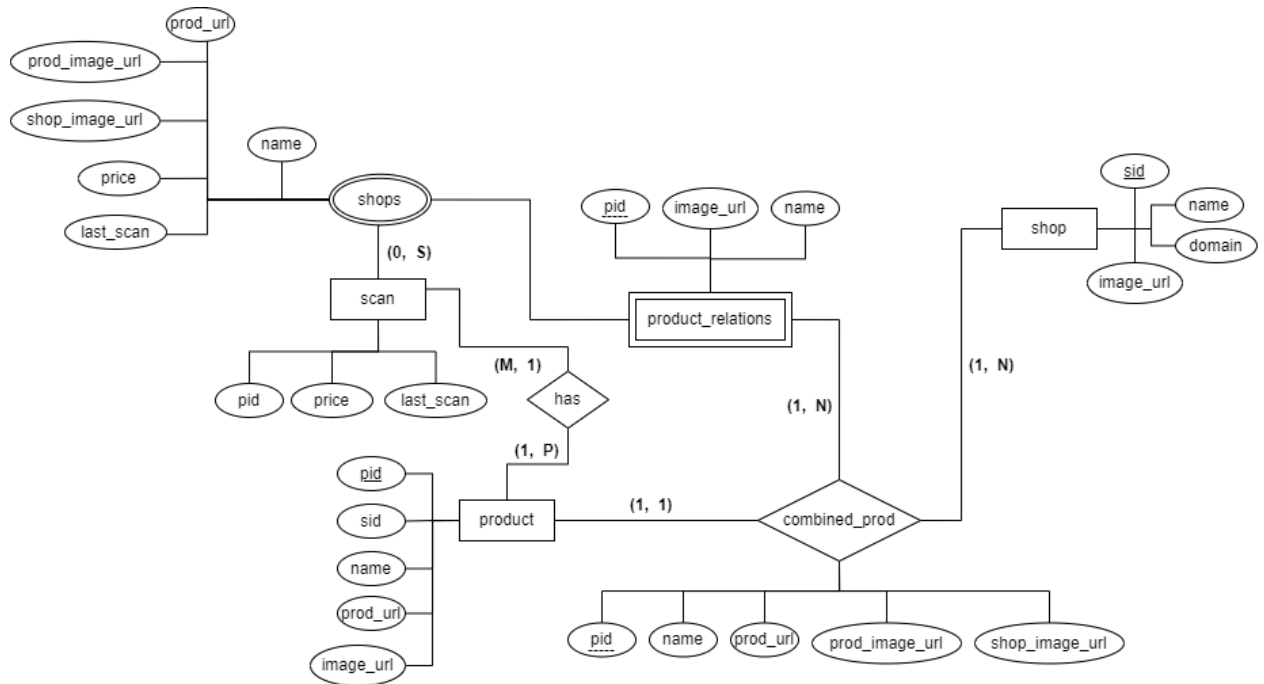 prod_url
prod_image_url
shop_image_url
name
price
last_scan
shops
(0, S)
scan
pid
price
last_scan
(M, 1)
has
(1, P)
pid
image_url
name
product_relations
(1, N)
sid
name
domain
image_url
shop
(1, N)
pid
sid
name
prod_url
image_url
product
(1, 1)
combined_prod
pid
name
prod_url
prod_image_url
shop_image_url